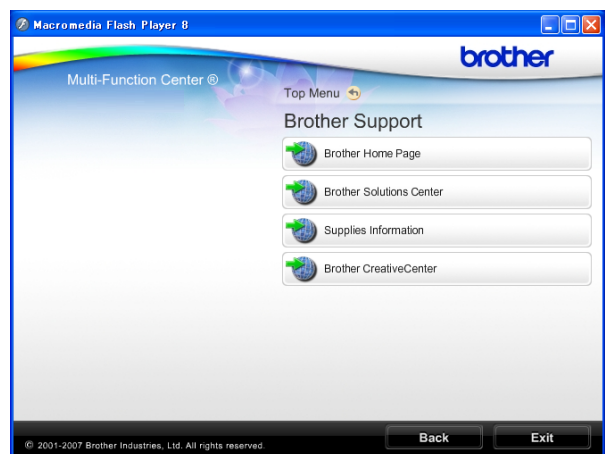 Macromedia Flash Player 8
brother
Multi-Function Center ®
Top Menu
Brother Support
Brother Home Page
Brother Solutions Center
Supplies Information
Brother CreativeCenter
© 2001-2007 Brother Industries, Ltd. All rights reserved.
Back
Exit